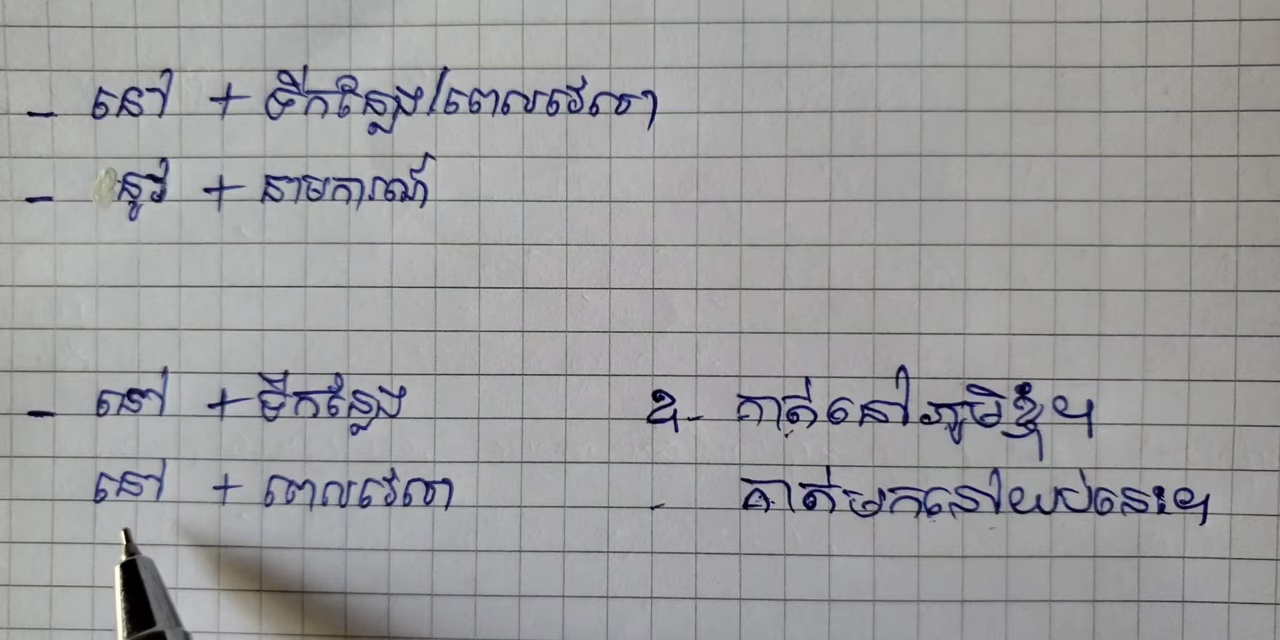 - នៅ + ទីកន្លែង/ពេលវេលា
- នូវ + នាមការណ៍
- នៅ + ទីកន្លែង
ឧ- គាត់នៅភូមិខ្ញុំ។
នៅ + ពេលវេលា
- គាត់មកនៅយប់នេះ។